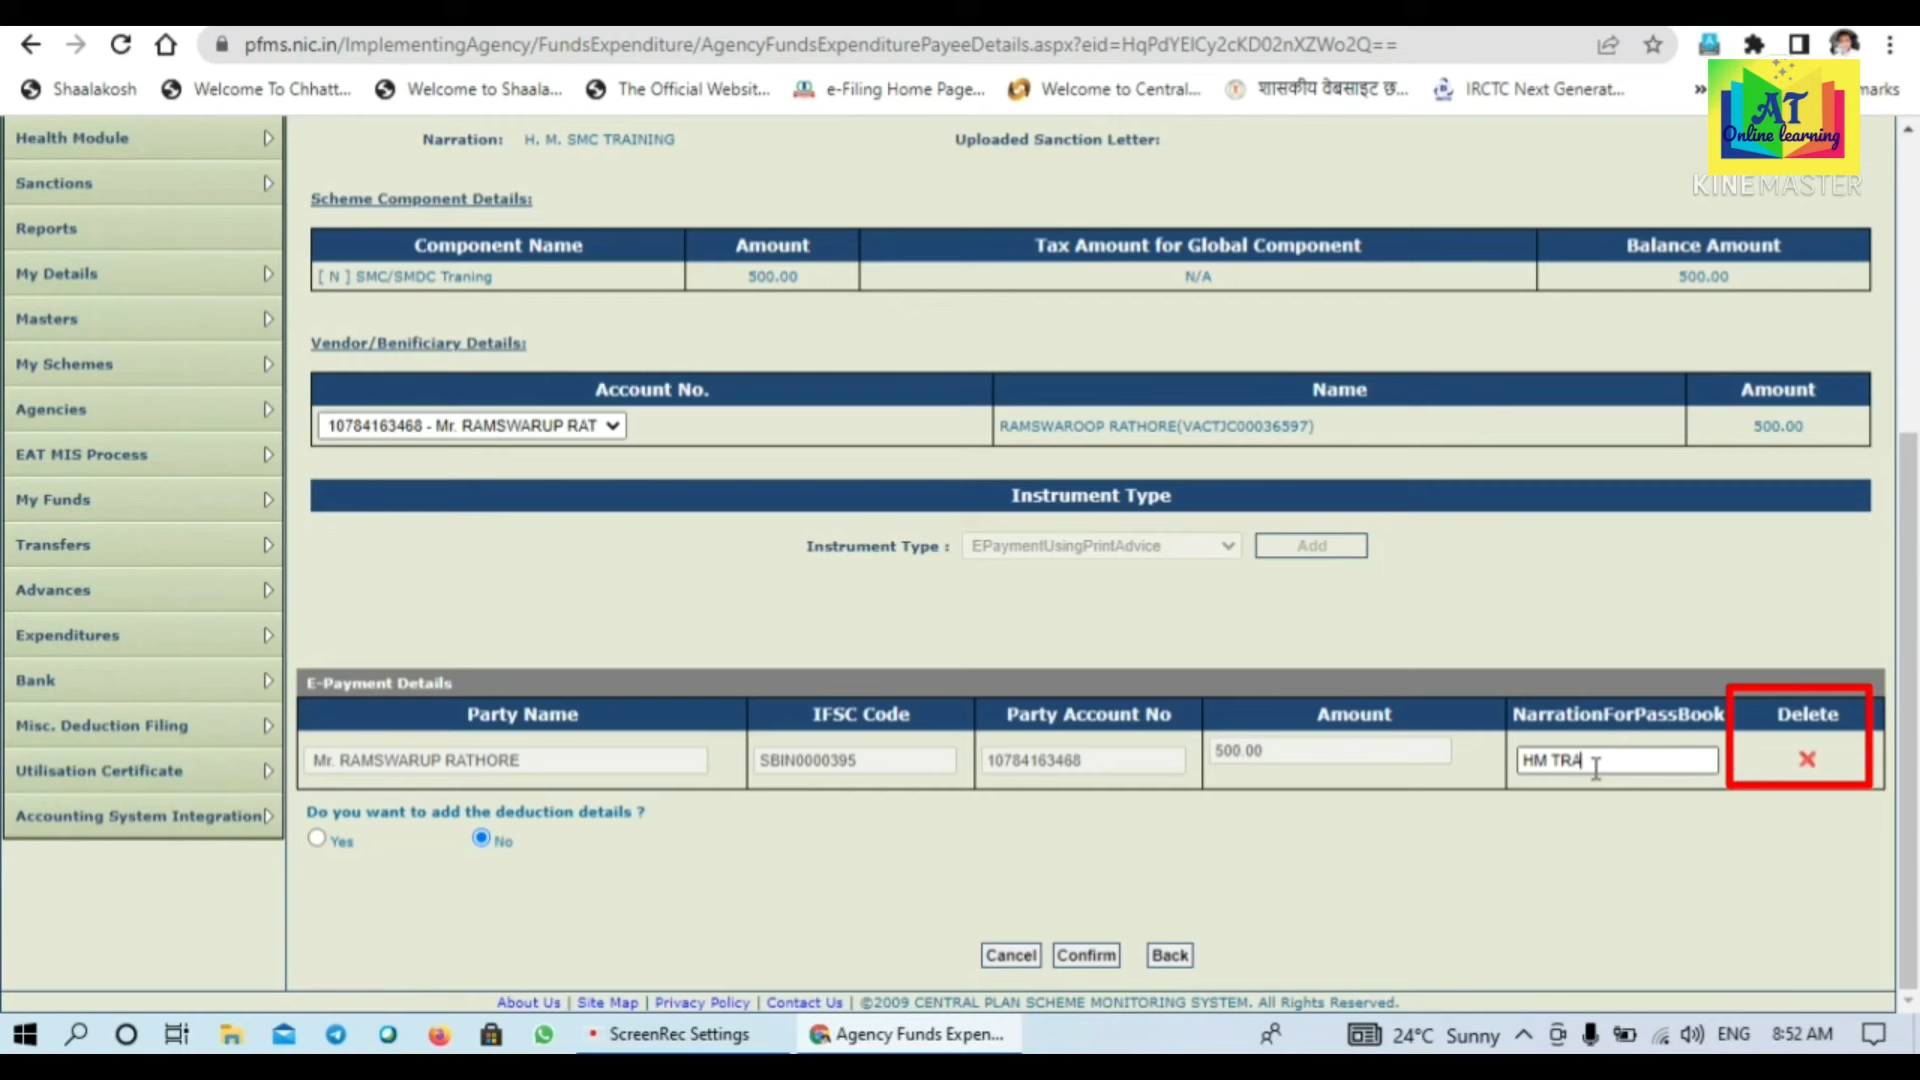 pfms.nic.in/ImplementingAgency/FundsExpenditure/AgencyFundsExpenditurePayeeDetails.aspx?eid=HqPdYEICy2cKD02nXZWo2Q==
Shaalakosh Welcome To Chhatt... Welcome to Shaala... The Official Websit... e-Filing Home Page... Welcome to Central... शासकीय वेबसाइट छ... IRCTC Next Generat... » marks
AT
Online learning
KINEMASTER
Health Module
Sanctions
Reports
My Details
Masters
My Schemes
Agencies
EAT MIS Process
My Funds
Transfers
Advances
Expenditures
Bank
Misc. Deduction Filing
Utilisation Certificate
Accounting System Integration
Narration: H. M. SMC TRAINING Uploaded Sanction Letter:
Scheme Component Details:
Component Name Amount Tax Amount for Global Component Balance Amount
[ N ] SMC/SMDC Traning 500.00 N/A 500.00
Vendor/Benificiary Details:
Account No. Name Amount
10784163468 - Mr. RAMSWARUP RAT RAMSWAROOP RATHORE(VACTJC00036597) 500.00
Instrument Type
Instrument Type : EPaymentUsingPrintAdvice Add
E-Payment Details
Party Name IFSC Code Party Account No Amount NarrationForPassBook Delete
Mr. RAMSWARUP RATHORE SBIN0000395 10784163468 500.00 HM TRA
Do you want to add the deduction details ?
Yes No
Cancel Confirm Back
About Us | Site Map | Privacy Policy | Contact Us | ©2009 CENTRAL PLAN SCHEME MONITORING SYSTEM. All Rights Reserved.
ScreenRec Settings Agency Funds Expen... 24°C Sunny ENG 8:52 AM